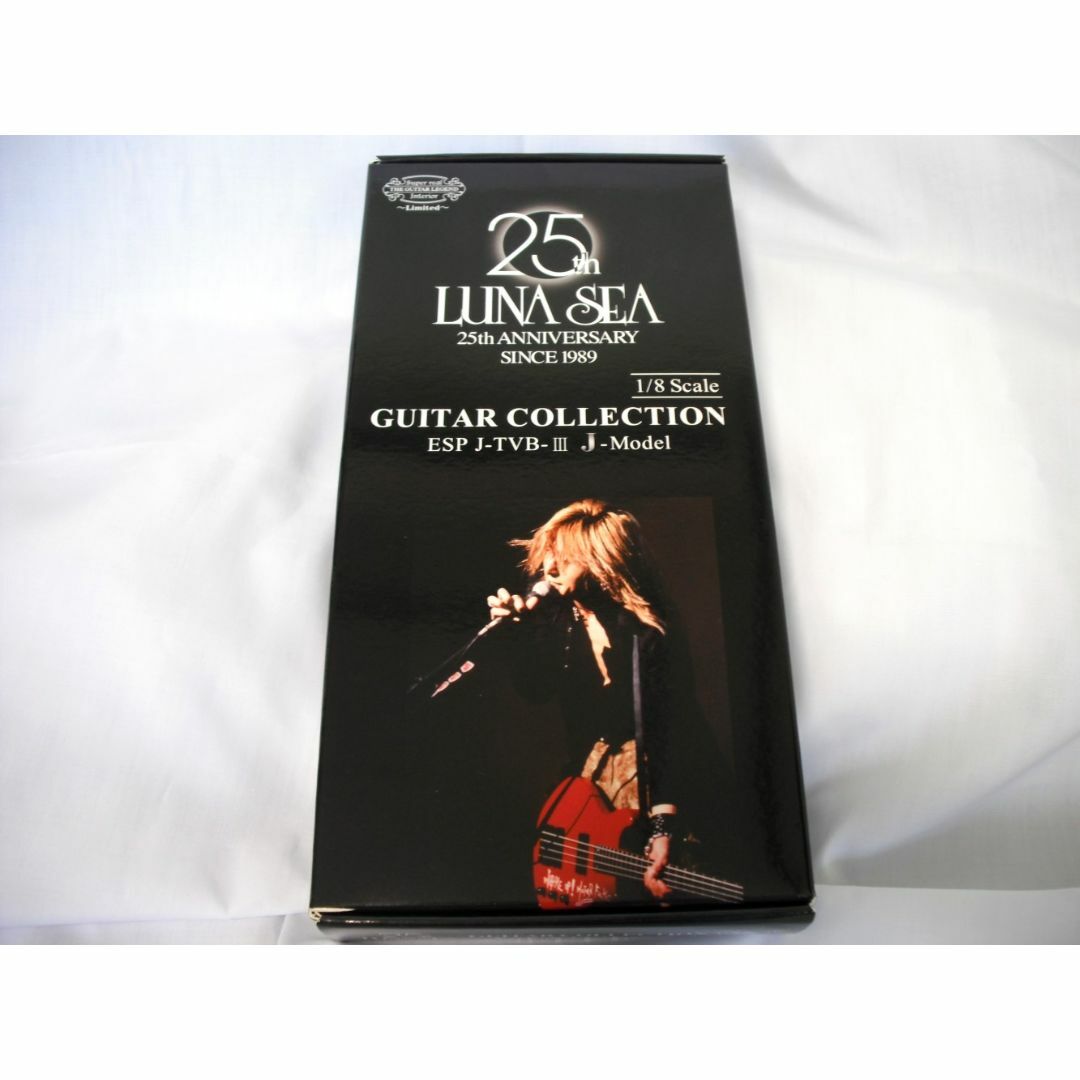 Super real
THE GUITAR LEGEND
Interior
~Limited~
25th
LUNA SEA
25th ANNIVERSARY
SINCE 1989
1/8 Scale
GUITAR COLLECTION
ESP J-TVB-III J-Model